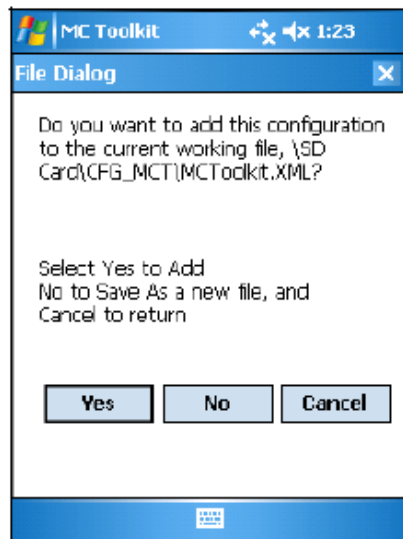 MC Toolkit 1:23
File Dialog
Do you want to add this configuration
to the current working file, \SD
Card\CFG_MCT\MCToolkit.XML?
Select Yes to Add
No to Save As a new file, and
Cancel to return
Yes No Cancel